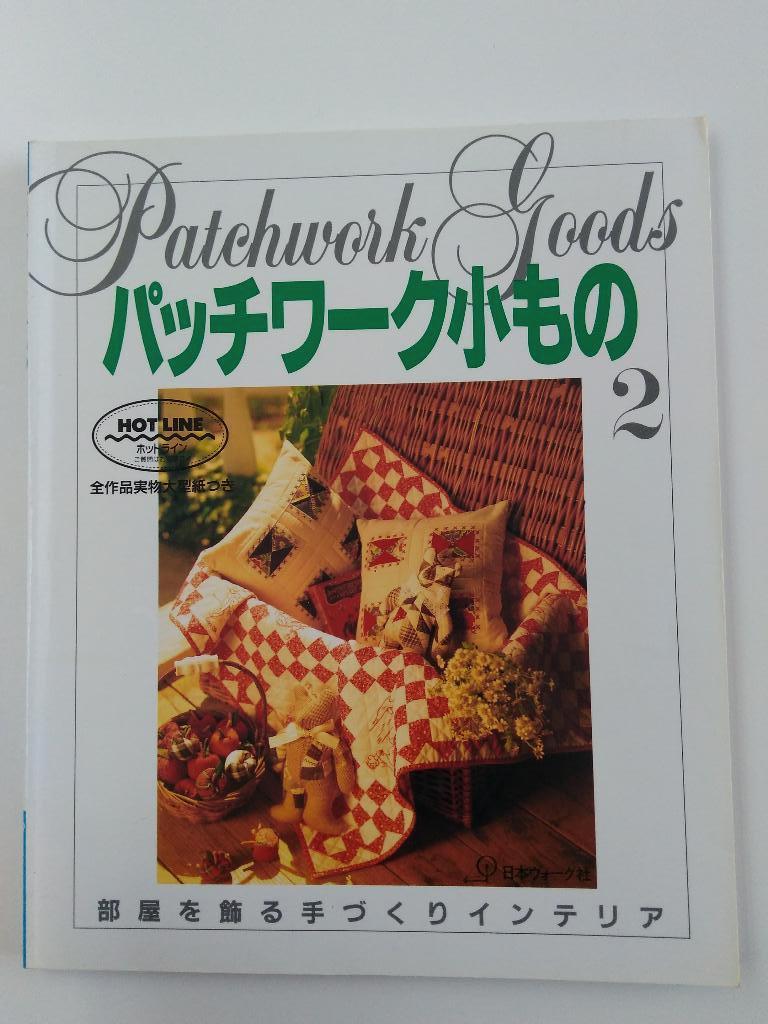 Patchwork Goods
パッチワーク小もの
2
HOT LINE
ホットライン
全作品実物大型紙つき
日本ヴォーグ社
部屋を飾る手づくりインテリア